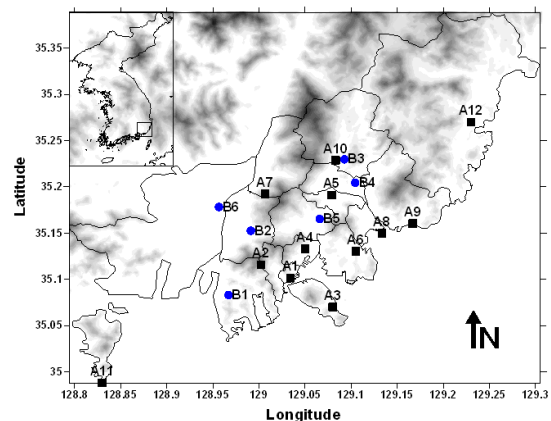 35.35
35.3
35.25
35.2
35.15
35.1
35.05
35
Latitude
A12
A10
B3
B4
A7
A5
B6
B5
A9
A8
B2
A4
A6
A2
A1
B1
A3
A11
N
128.8 128.85 128.9 128.95 129 129.05 129.1 129.15 129.2 129.25 129.3
Longitude